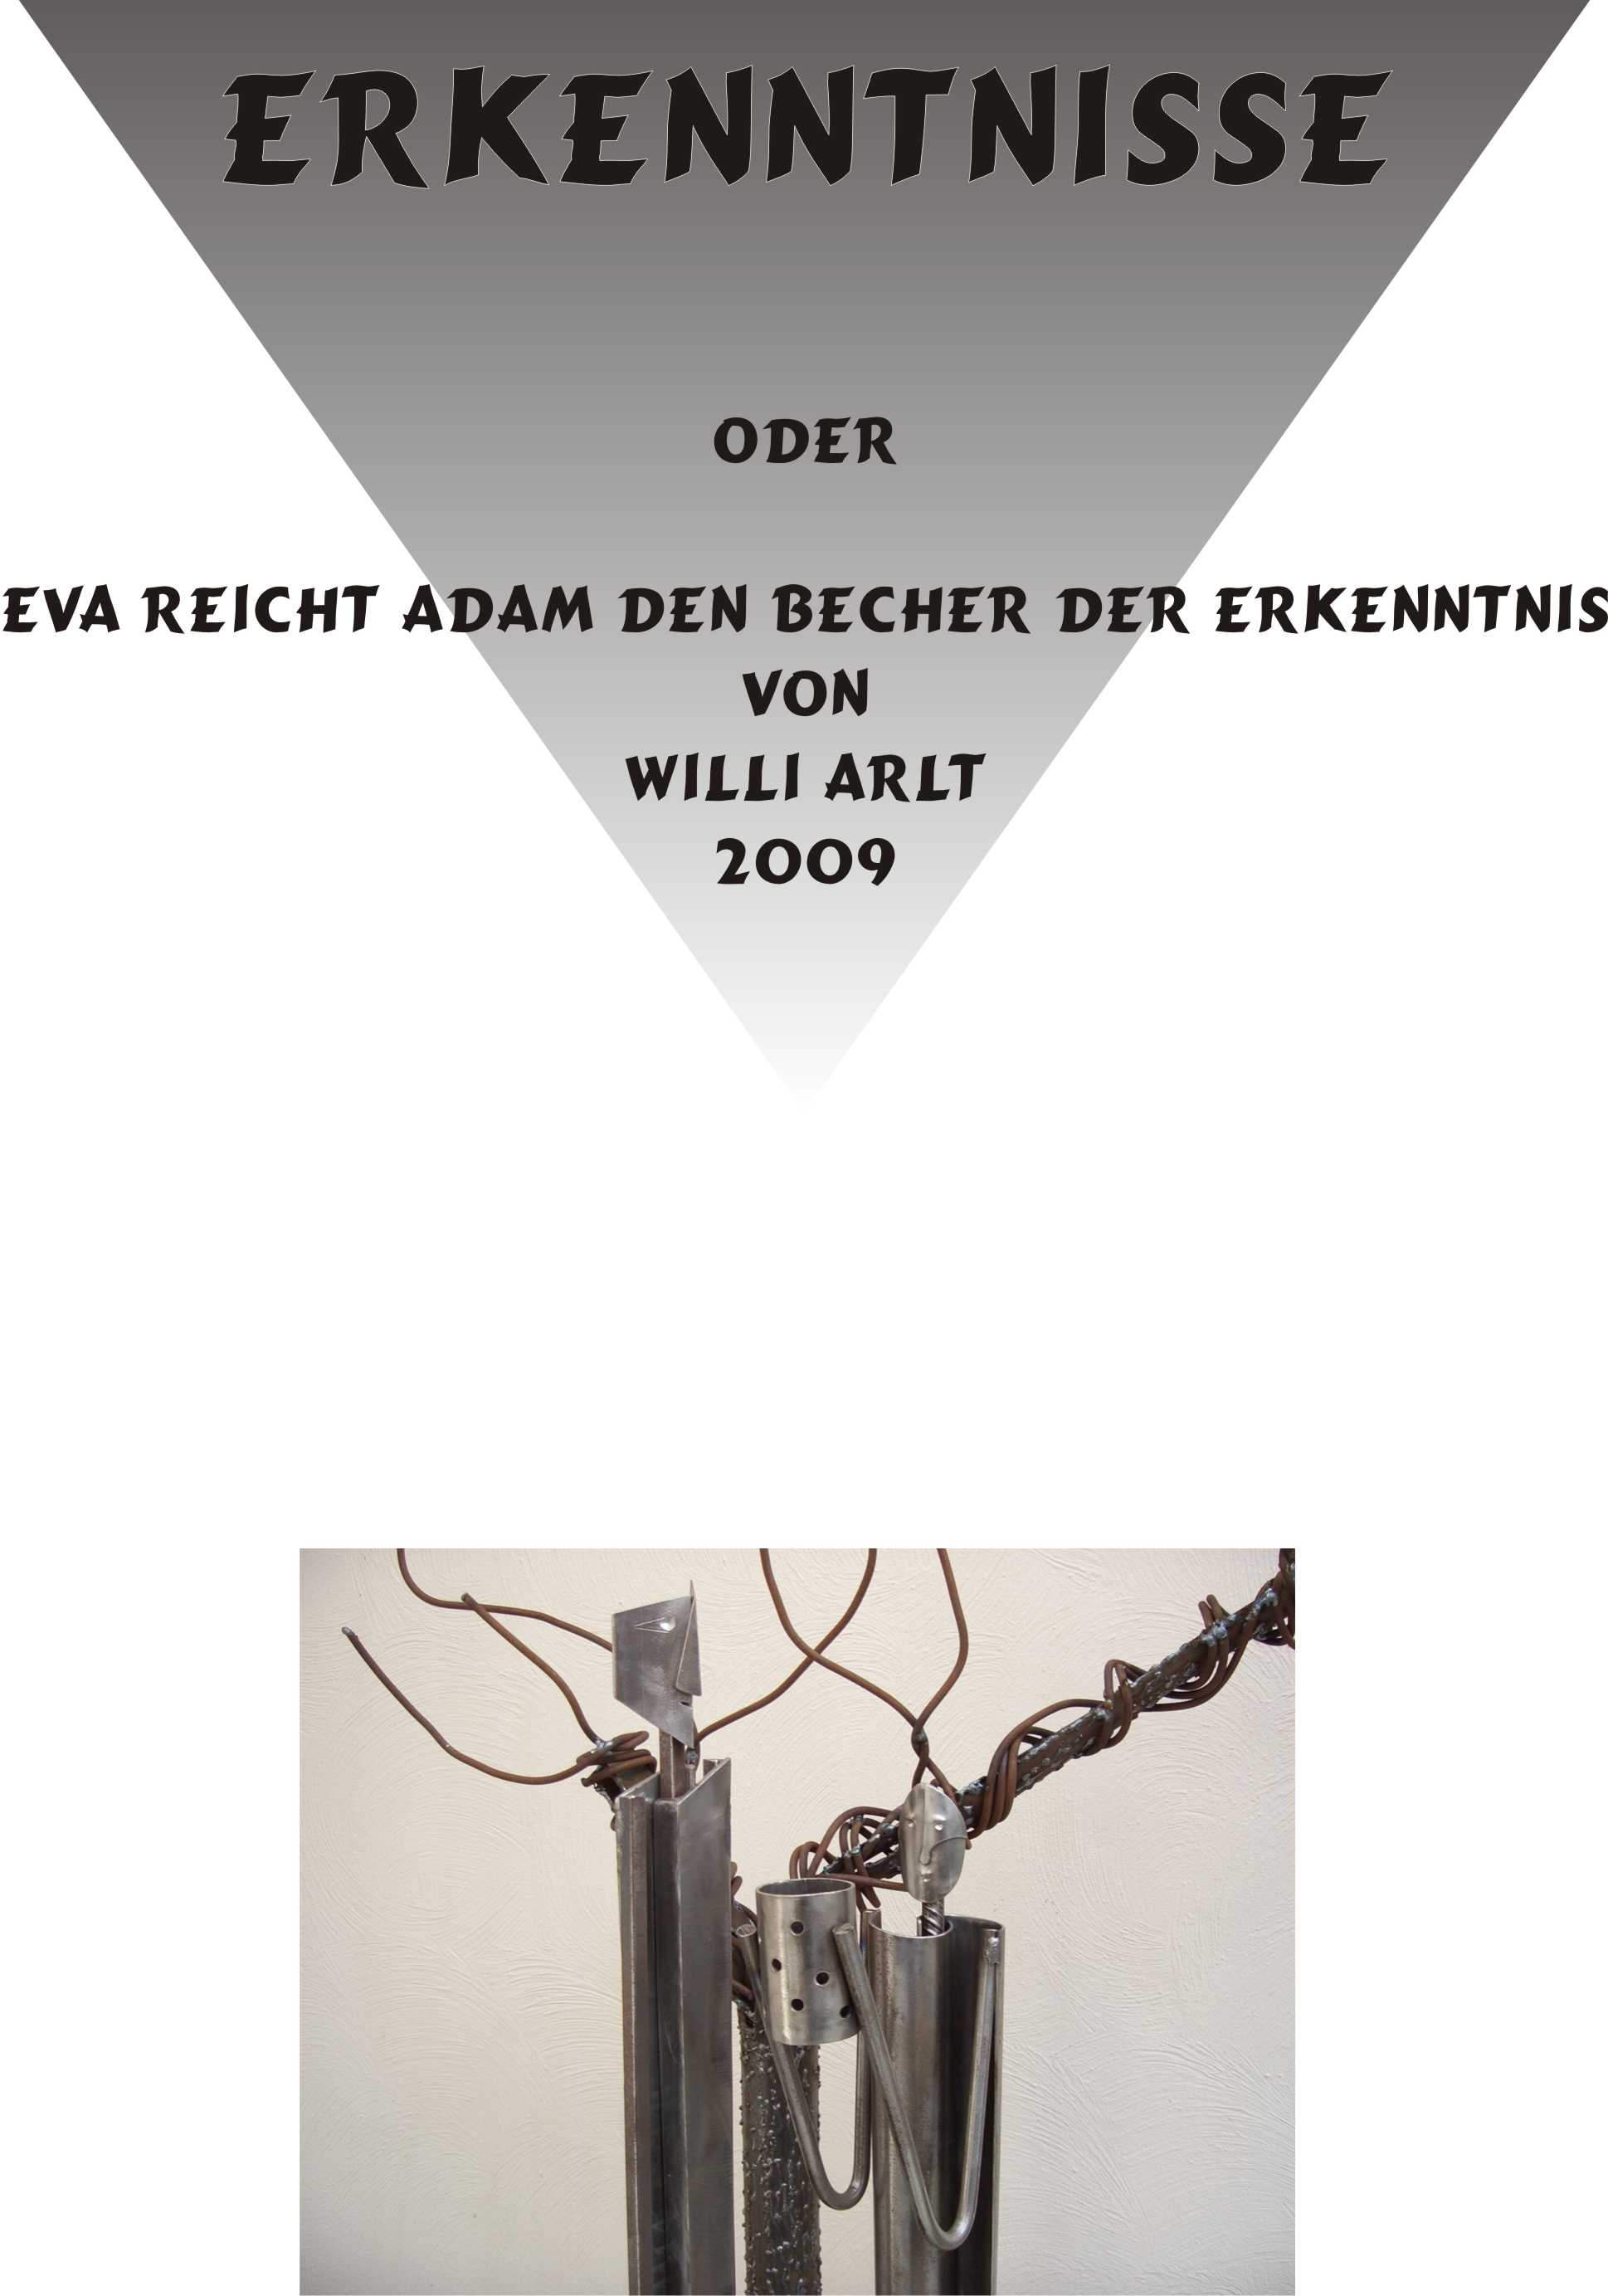 ERKENNTNISSE
ODER
EVA REICHT ADAM DEN BECHER DER ERKENNTNIS
VON
WILLI ARLT
2009